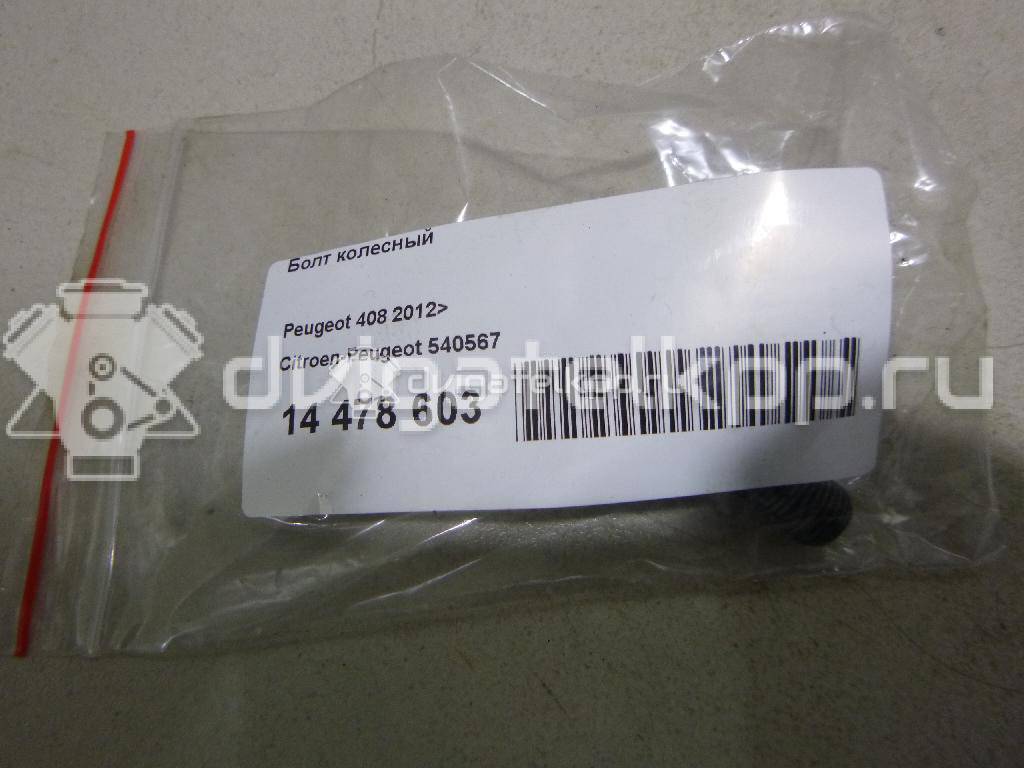 Болт колесный
Peugeot 408 2012>
Citroen-Peugeot 540567
14 478 603
dvigatelkpp.ru